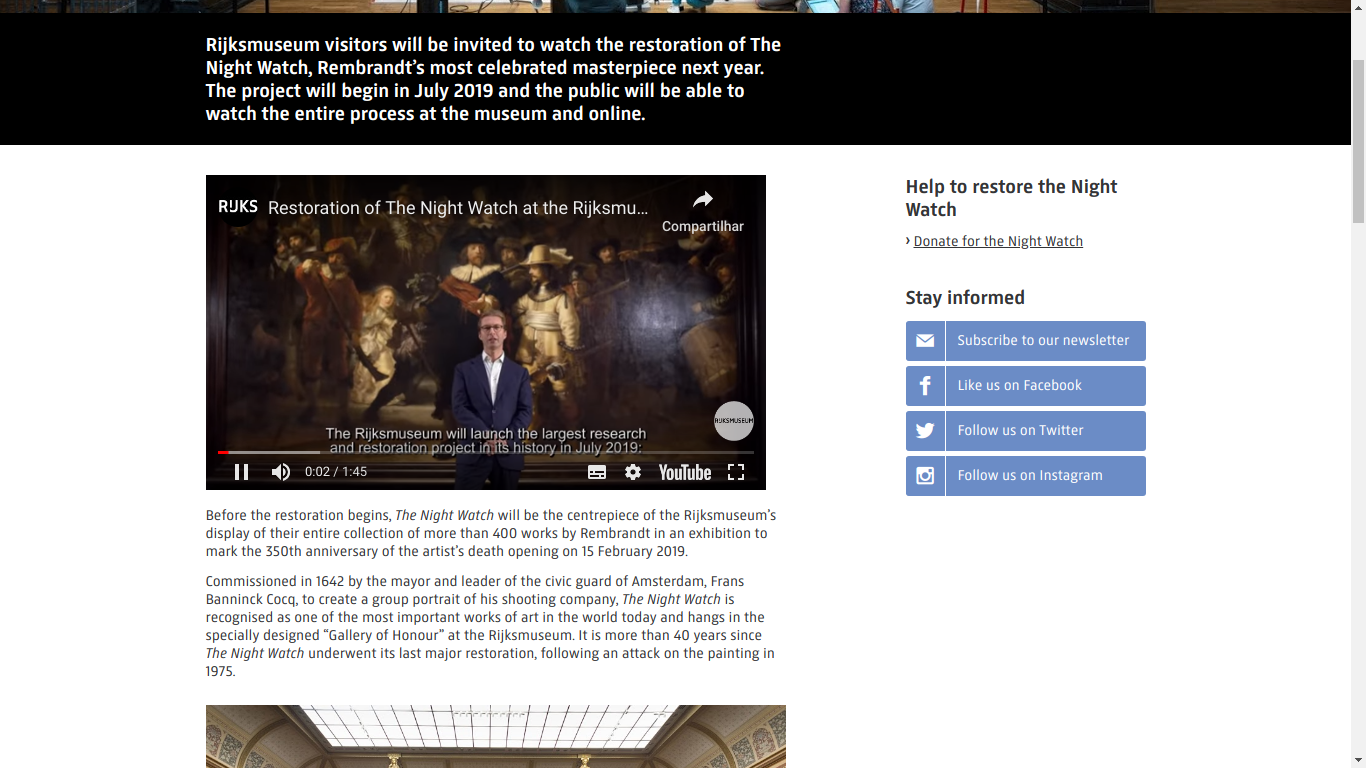 Rijksmuseum visitors will be invited to watch the restoration of The
Night Watch, Rembrandt’s most celebrated masterpiece next year.
The project will begin in July 2019 and the public will be able to
watch the entire process at the museum and online.
RIJKS Restoration of The Night Watch at the Rijksmu...
Compartilhar
RIJKSMUSEUM
The Rijksmuseum will launch the largest research
and restoration project in its history in July 2019:
0:02 / 1:45
YouTube
Before the restoration begins, The Night Watch will be the centrepiece of the Rijksmuseum’s
display of their entire collection of more than 400 works by Rembrandt in an exhibition to
mark the 350th anniversary of the artist’s death opening on 15 February 2019.
Commissioned in 1642 by the mayor and leader of the civic guard of Amsterdam, Frans
Banninck Cocq, to create a group portrait of his shooting company, The Night Watch is
recognised as one of the most important works of art in the world today and hangs in the
specially designed “Gallery of Honour” at the Rijksmuseum. It is more than 40 years since
The Night Watch underwent its last major restoration, following an attack on the painting in
1975.
Help to restore the Night
Watch
› Donate for the Night Watch
Stay informed
Subscribe to our newsletter
f Like us on Facebook
Follow us on Twitter
Follow us on Instagram